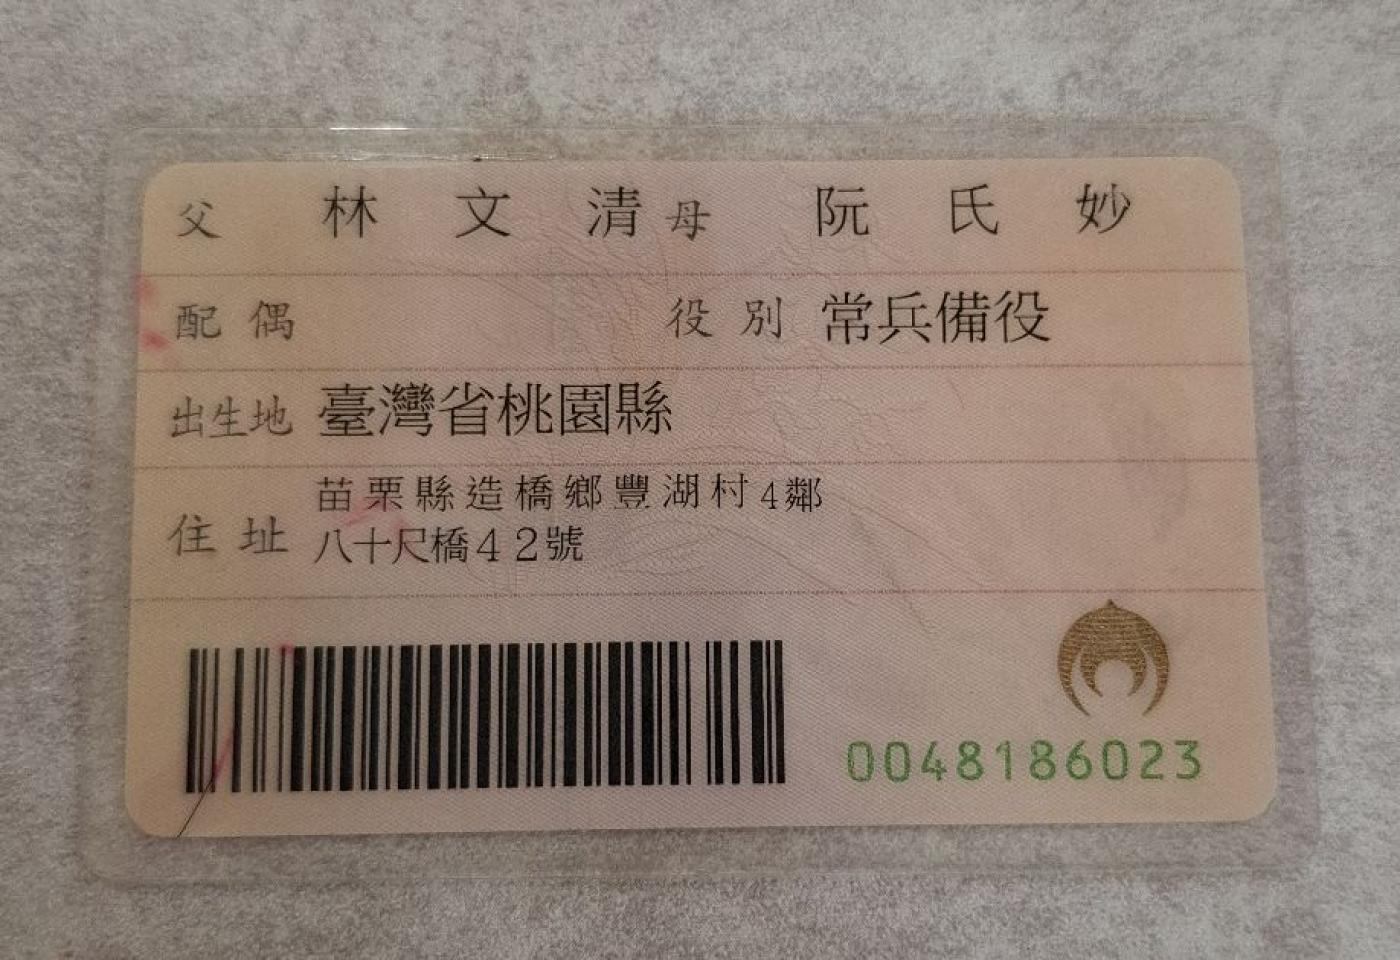 父 林文清 母 阮氏妙
配偶 役別 常兵備役
出生地 臺灣省桃園縣
住址 苗栗縣造橋鄉豐湖村4鄰
八十尺橋42號
0048186023